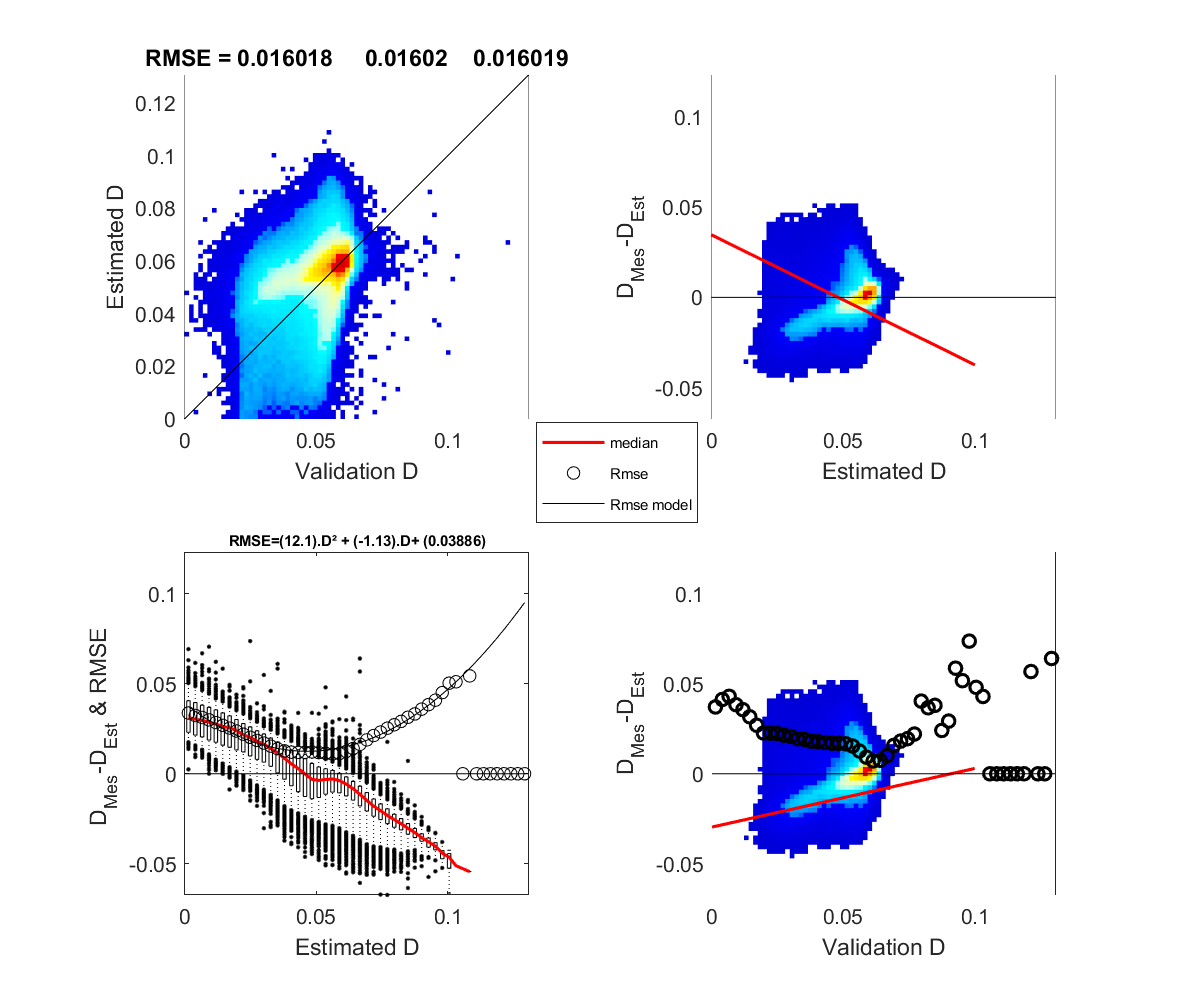 RMSE = 0.016018 0.01602 0.016019
0.12
0.1
0.08
0.06
0.04
0.02
0
Estimated D
0 0.05 0.1
Validation D
0.1
0.05
0
-0.05
D_Mes-D_Est
0 0.05 0.1
Estimated D
median
Rmse
Rmse model
RMSE=(12.1).D² + (-1.13).D+ (0.03886)
0.1
0.05
0
-0.05
D_Mes-D_Est & RMSE
0 0.05 0.1
Estimated D
0.1
0.05
0
-0.05
D_Mes-D_Est
0 0.05 0.1
Validation D